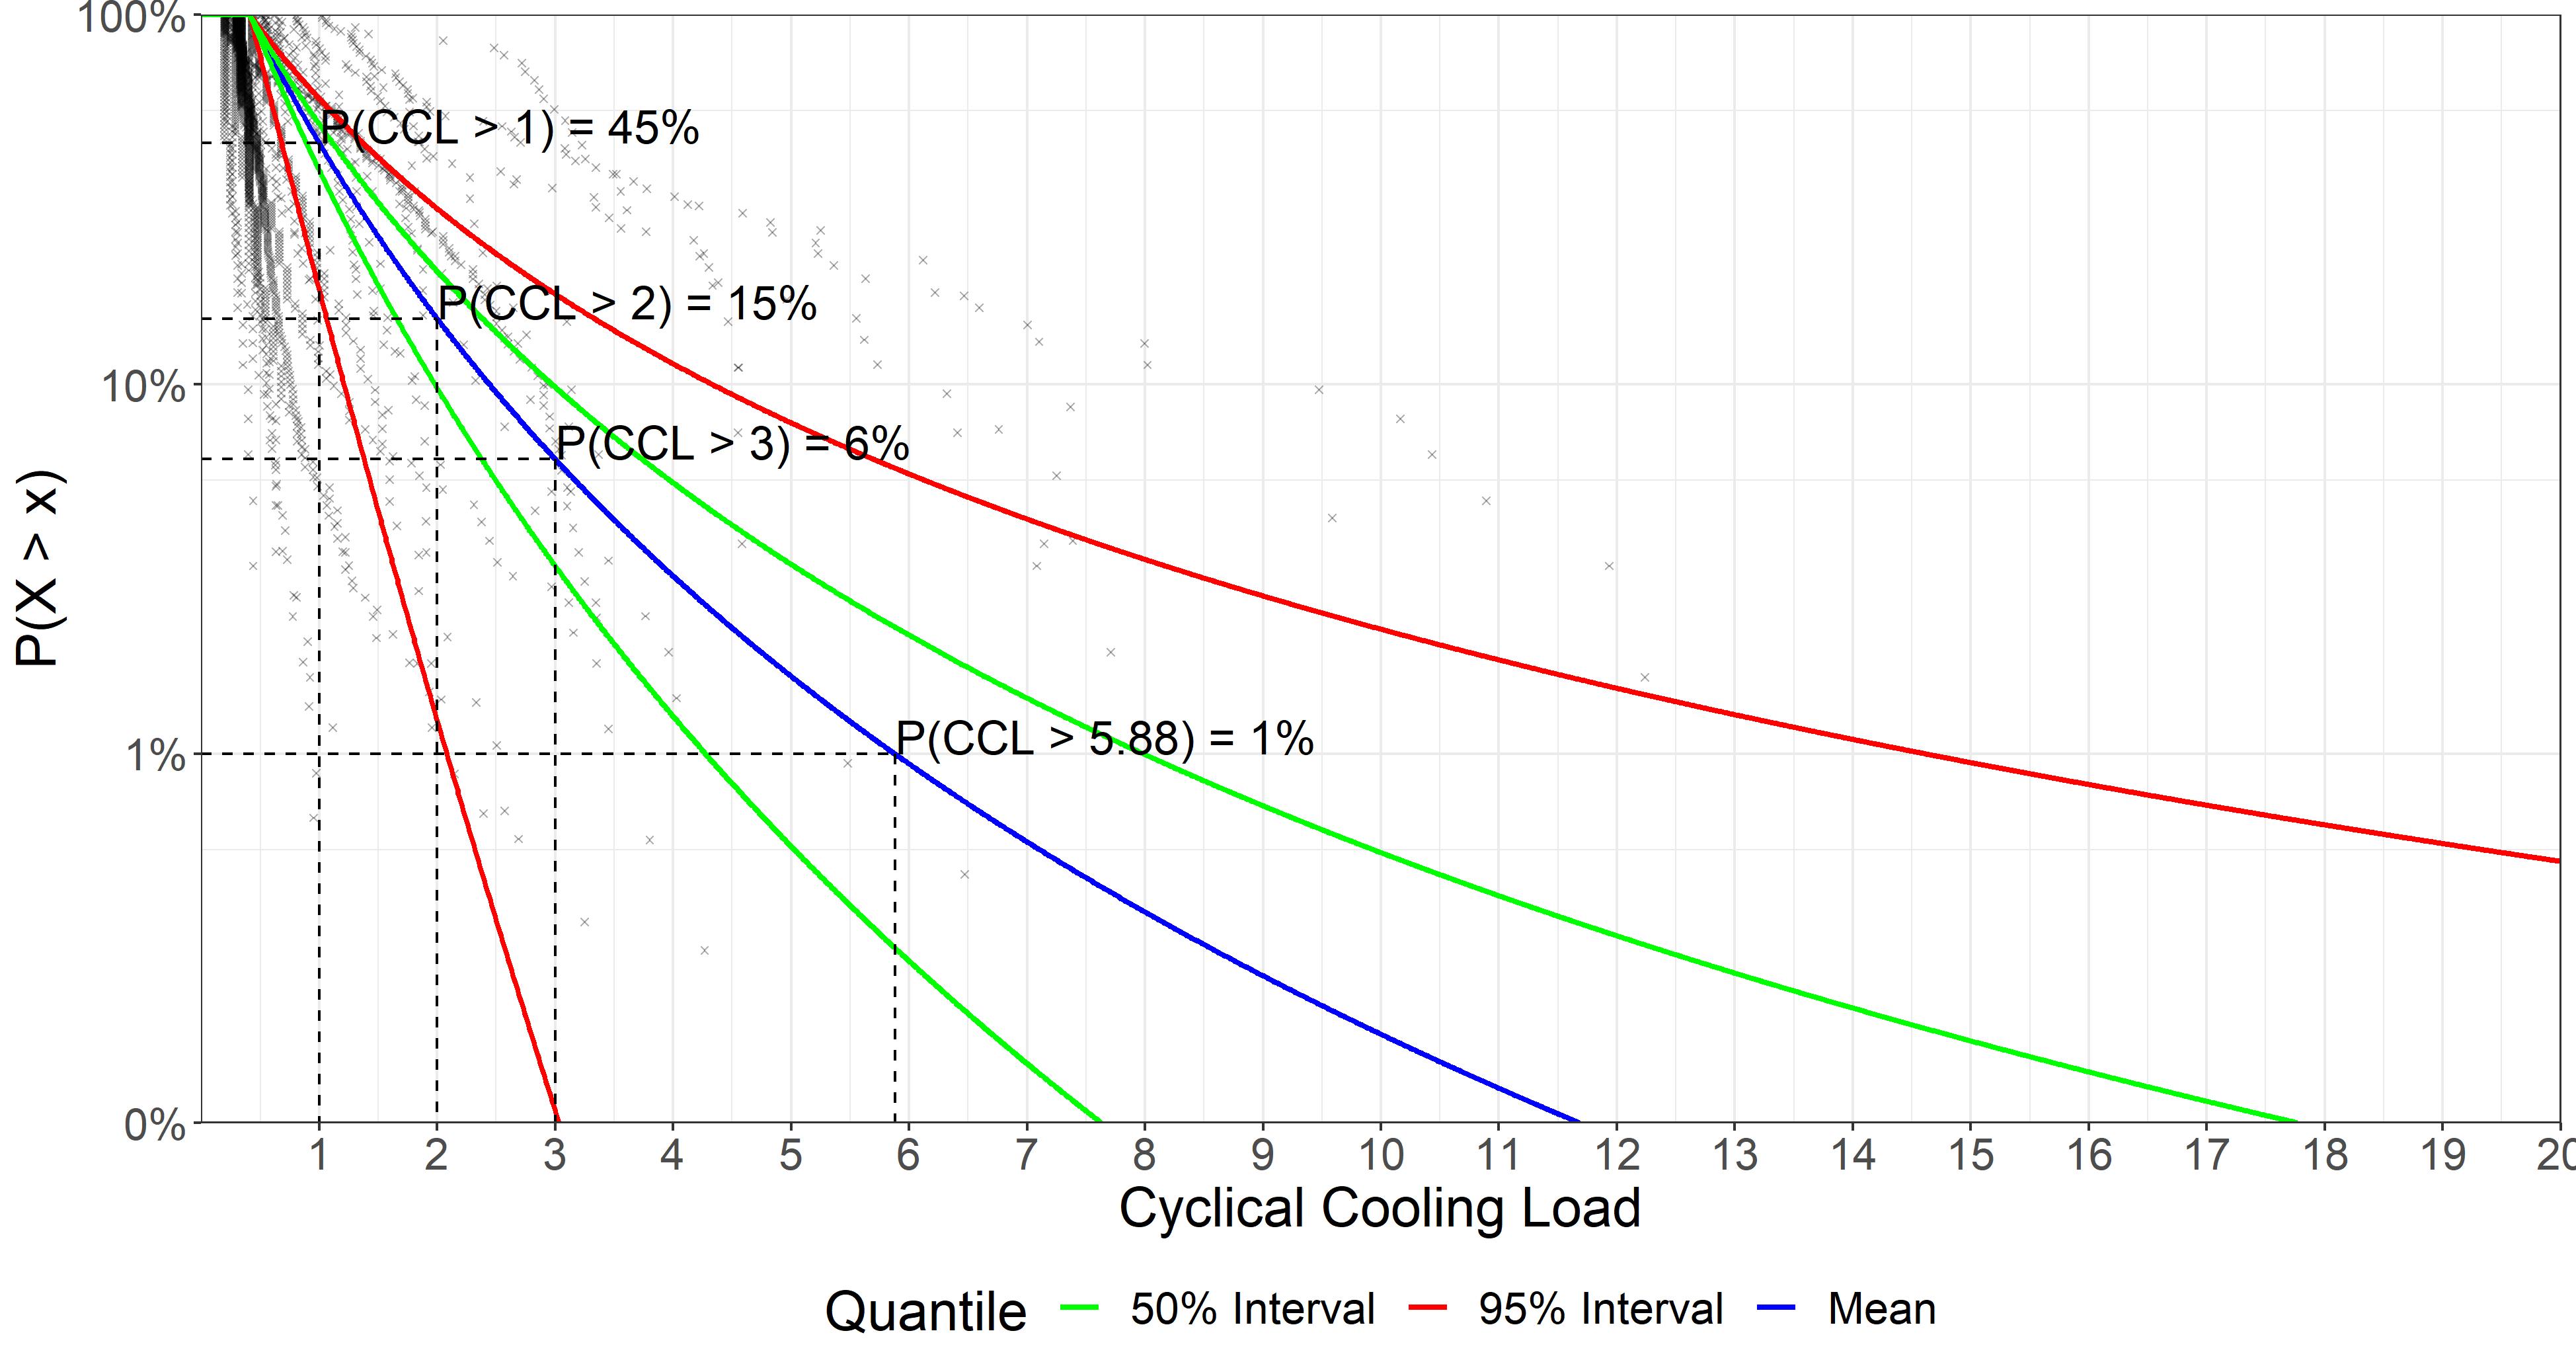 100%
10%
1%
0%
P(X > x)
P(CCL > 1) = 45%
P(CCL > 2) = 15%
P(CCL > 3) = 6%
P(CCL > 5.88) = 1%
1 2 3 4 5 6 7 8 9 10 11 12 13 14 15 16 17 18 19 20
Cyclical Cooling Load
Quantile 50% Interval 95% Interval Mean